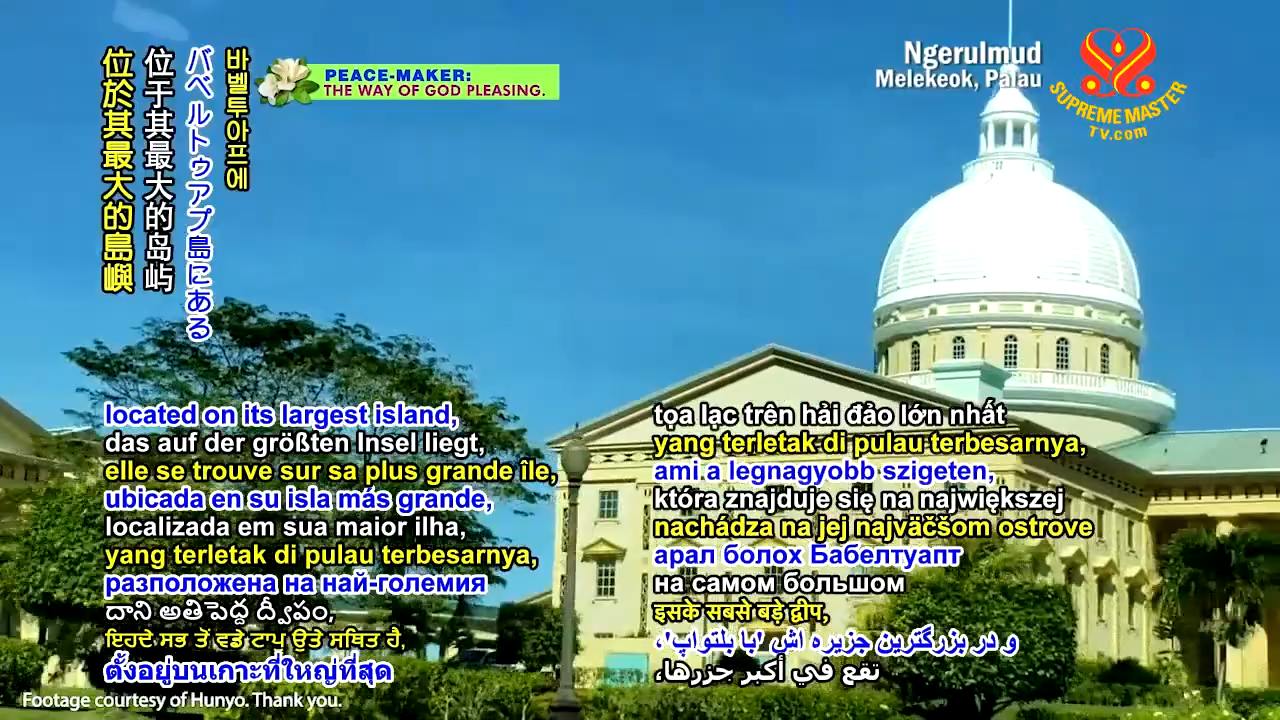 位於其最大的島嶼
位于其最大的岛屿
バベルトゥアプ島にある
바벨투아프에
PEACE-MAKER:
THE WAY OF GOD PLEASING.
Ngerulmud
Melekeok, Palau
SUPREME MASTER
TV.com
located on its largest island,
das auf der größten Insel liegt,
elle se trouve sur sa plus grande île,
ubicada en su isla más grande,
localizada em sua maior ilha,
yang terletak di pulau terbesarnya,
разположена на най-големия
దాని అతిపెద్ద ద్వీపం,
ਇਹਦੇ ਸਭ ਤੋਂ ਵਡੇ ਟਾਪੂ ਉਤੇ ਸਥਿਤ ਹੈ,
ตั้งอยู่บนเกาะที่ใหญ่ที่สุด
tọa lạc trên hải đảo lớn nhất
yang terletak di pulau terbesarnya,
ami a legnagyobb szigeten,
która znajduje się na największej
nachádza na jej najväčšom ostrove
арал болох Бабелтуапт
на самом большом
इसके सबसे बड़े द्वीप,
و در بزرگترین جزیره اش 'با بلتواپ'،
تقع في أكبر جزرها،
Footage courtesy of Hunyo. Thank you.